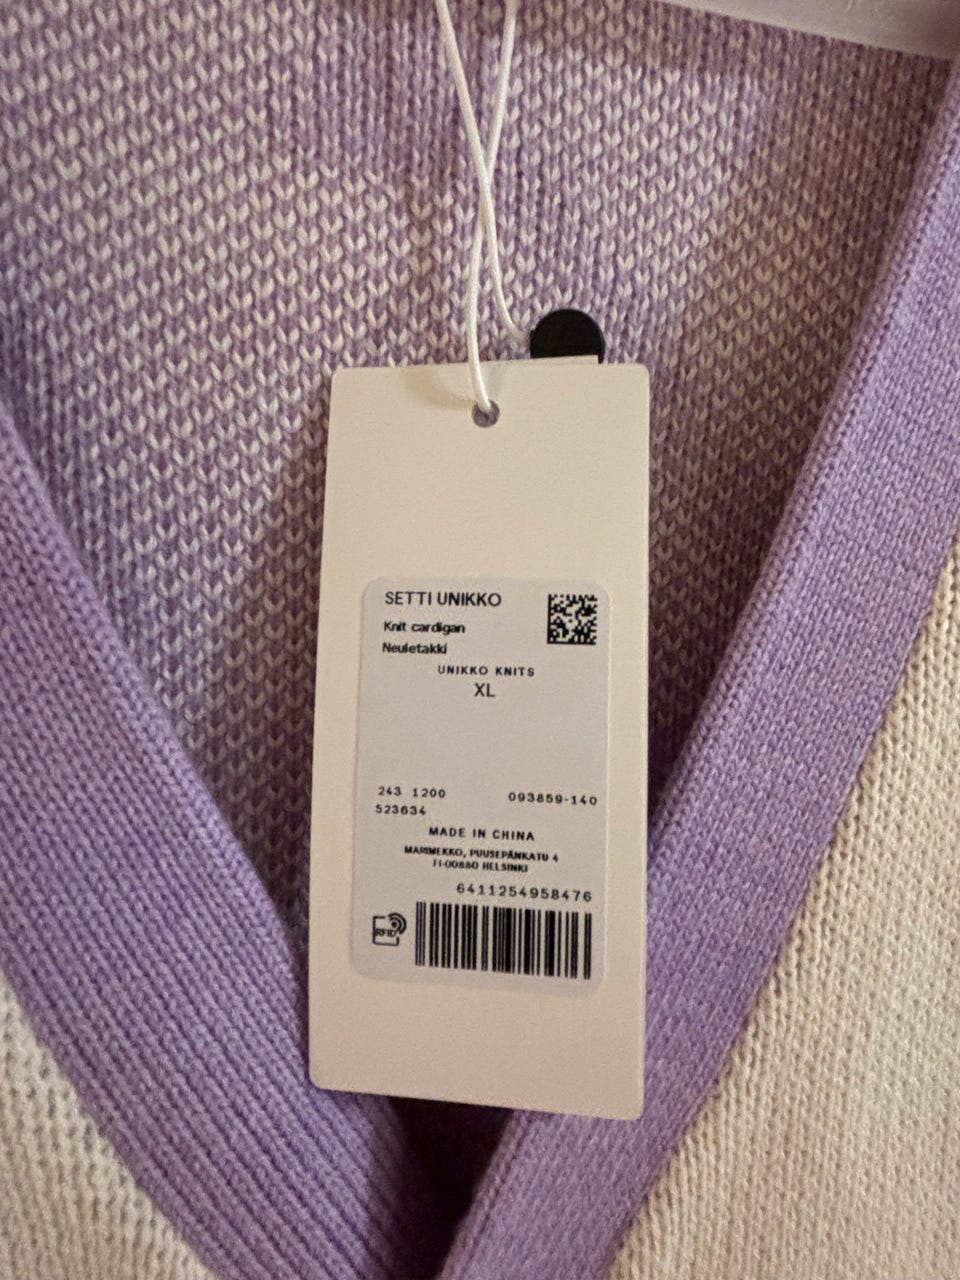 SETTI UNIKKO
Knit cardigan
Neuletakki
UNIKKO KNITS
XL
243 1200 093859-140
523634
MADE IN CHINA
MARIMEKKO, PUUSEPÄNKATU 4
FI-00880 HELSINKI
6411254958476
RFID